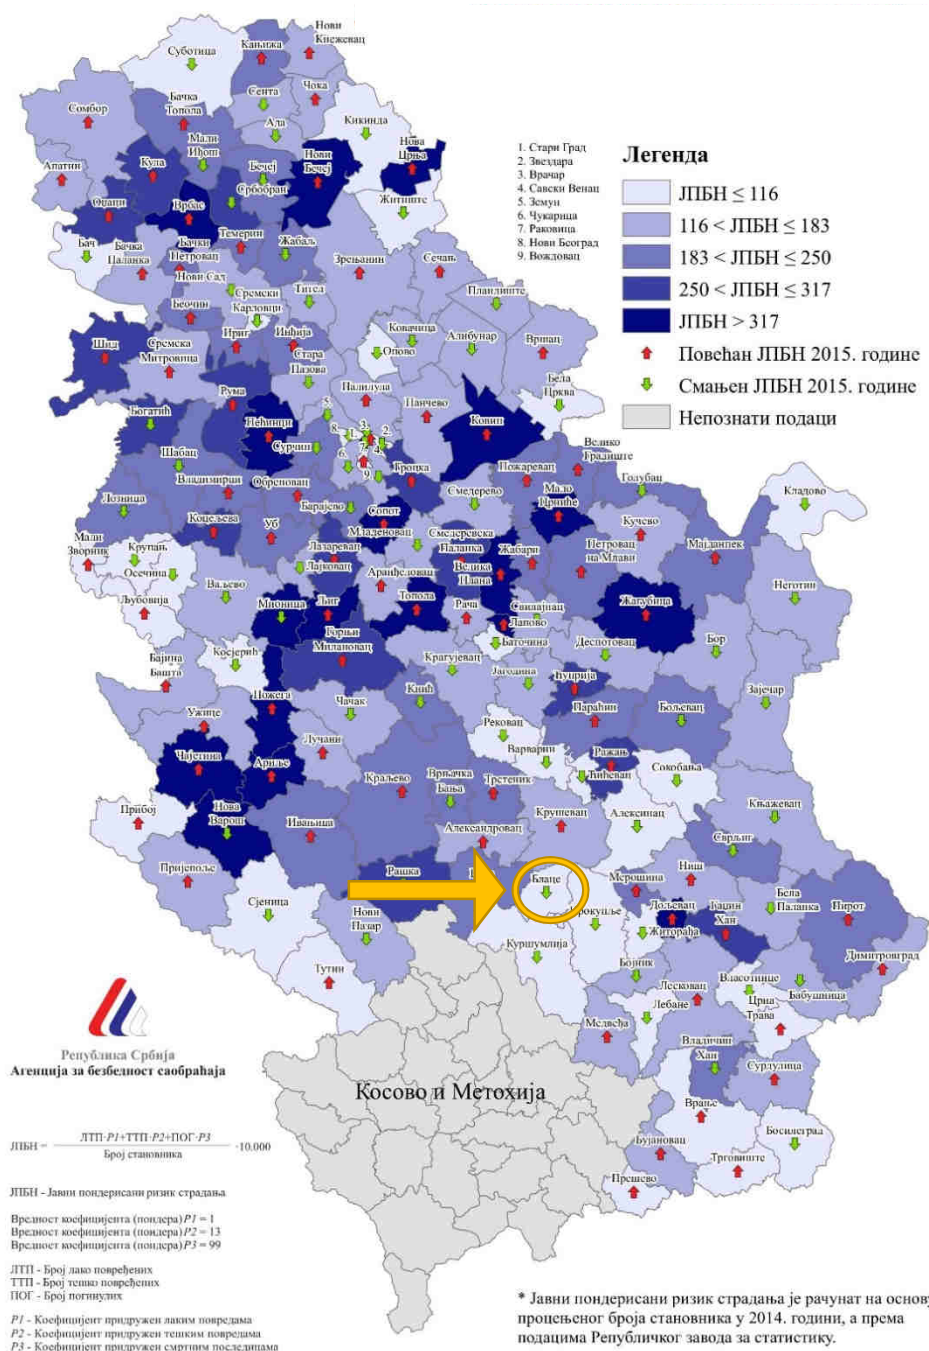 Нови
Кнежевац
Кањижа
Суботица
Сента
Чока
Сомбор
Бачка
Топола
Ада
Кикинда
Мали
Иђош
Нова
Црња
Апатин
Кула
Бечеј
Нови
Бечеј
Србобран
Оџаци
Врбас
Житиште
Бач
Бачка
Паланка
Бачки
Петровац
Темерин
Жабаљ
Зрењанин
Сечањ
Нови Сад
Сремски
Карловци
Тител
Пландиште
Беочин
Шид
Сремска
Митровица
Ириг
Инђија
Стара
Пазова
Опово
Ковачица
Алибунар
Вршац
Бела
Црква
Рума
Палилула
Панчево
Ковин
Богатић
Пећинци
Сурчин
5.
8.
1.
3.
2.
7.
4.
6.
9.
Гроцка
Шабац
Владимирци
Обреновац
Барајево
Сопот
Смедерево
Пожаревац
Велико
Градиште
Голубац
Мало
Црниће
Кладово
Лозница
Коцељева
Уб
Младеновац
Смедеревска
Паланка
Жабари
Кучево
Петровац
на Млави
Мајданпек
Мали
Зворник
Крупањ
Осечина
Лазаревац
Лајковац
Аранђеловац
Велика
Плана
Неготин
Љубовија
Ваљево
Мионица
Љиг
Топола
Рача
Свилајнац
Жагубица
Лапово
Баточина
Горњи
Милановац
Деспотовац
Бор
Косјерић
Крагујевац
Јагодина
Бајина
Башта
Пожега
Чачак
Кнић
Ћуприја
Параћин
Бољевац
Зајечар
Ужице
Лучани
Рековац
Варварин
Ражањ
Чајетина
Ариље
Краљево
Врњачка
Бања
Трстеник
Ћићевац
Сокобања
Прибој
Нова
Варош
Ивањица
Александровац
Крушевац
Алексинац
Књажевац
Сврљиг
Пријепоље
Рашка
Блаце
Мерошина
Ниш
Бела
Паланка
Пирот
Сјеница
Нови
Пазар
Прокупље
Дољевац
Житорађа
Гаџин
Хан
Куршумлија
Бојник
Димитровград
Тутин
Лесковац
Власотинце
Бабушница
Лебане
Црна
Трава
Медвеђа
Владичин
Хан
Сурдулица
Врање
Босилеград
Бујановац
Трговиште
Прешево
Косово и Метохија
1. Стари Град
2. Звездара
3. Врачар
4. Савски Венац
5. Земун
6. Чукарица
7. Раковица
8. Нови Београд
9. Вождовац
Легенда
ЈПБН ≤ 116
116 < ЈПБН ≤ 183
183 < ЈПБН ≤ 250
250 < ЈПБН ≤ 317
ЈПБН > 317
Повећан ЈПБН 2015. године
Смањен ЈПБН 2015. године
Непознати подаци
Република Србија
Агенција за безбедност саобраћаја
ЈПБН = ЛТП·P1+ТТП·P2+ПОГ·P3 ·10.000
Број становника
ЈПБН - Јавни пондерисани ризик страдања
Вредност коефицијента (пондера) P1 = 1
Вредност коефицијента (пондера) P2 = 13
Вредност коефицијента (пондера) P3 = 99
ЛТП - Број лако повређених
ТТП - Број тешко повређених
ПОГ - Број погинулих
P1 - Коефицијент придружен лаким повредама
P2 - Коефицијент придружен тешким повредама
P3 - Коефицијент придружен смртним последицама
* Јавни пондерисани ризик страдања је рачунат на основу
процењеног броја становника у 2014. години, а према
подацима Републичког завода за статистику.